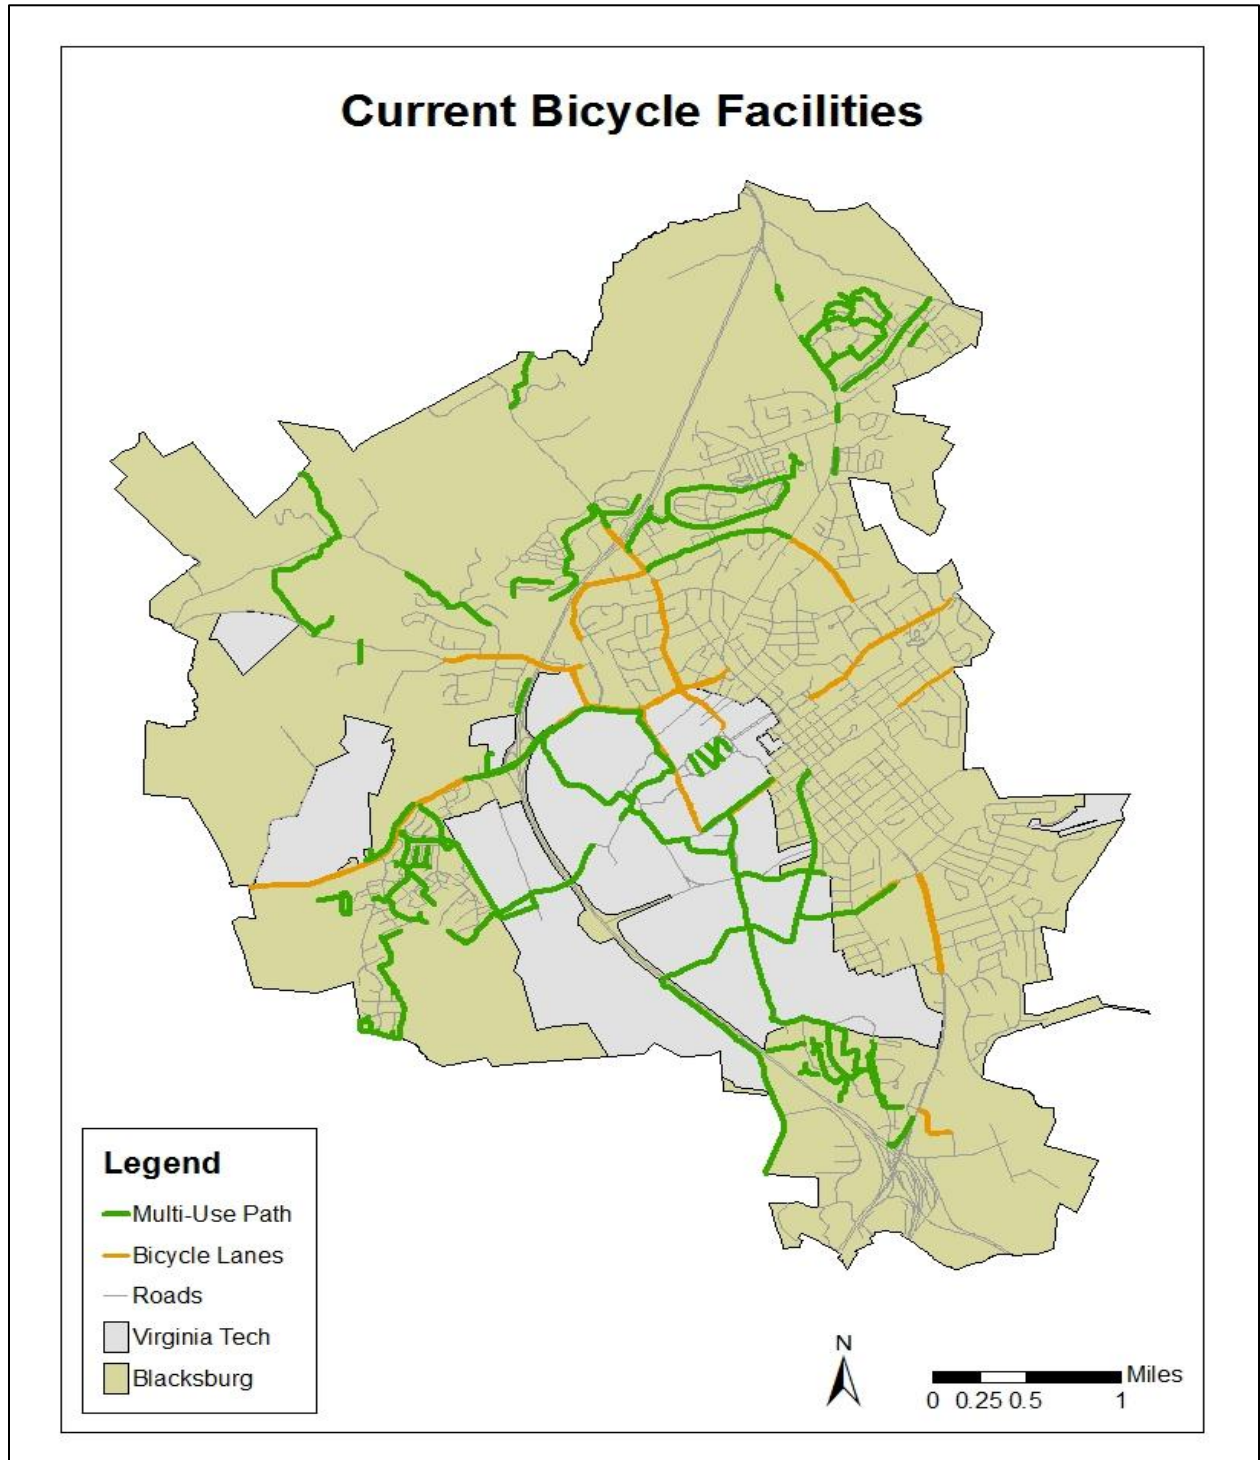 Current Bicycle Facilities
Legend
Multi-Use Path
Bicycle Lanes
Roads
Virginia Tech
Blacksburg
N
Miles
0 0.25 0.5 1